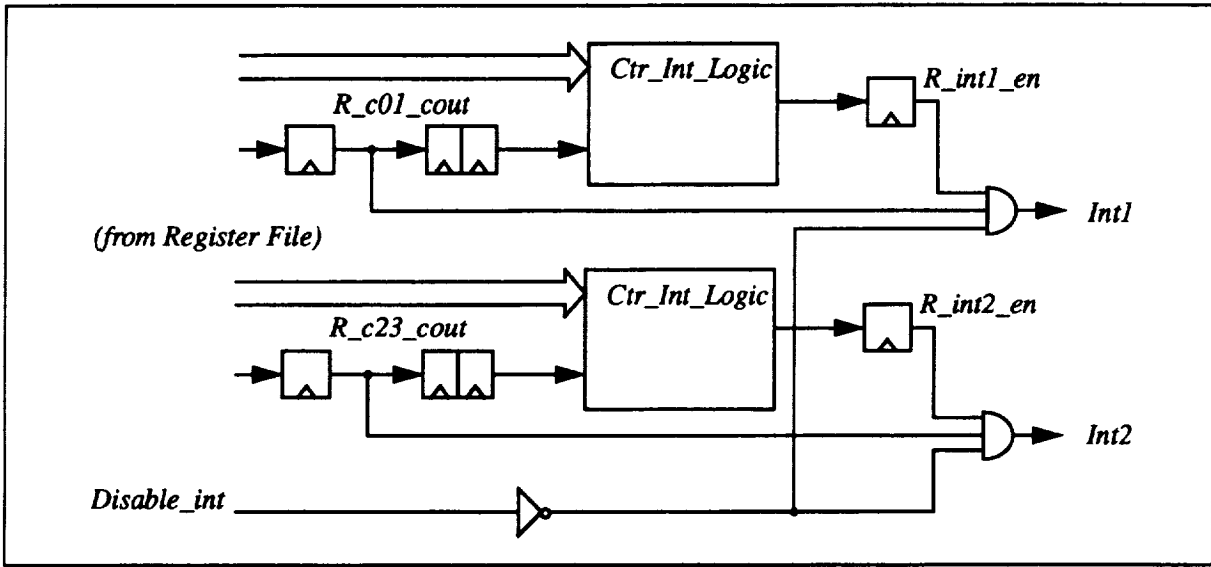 Ctr_Int_Logic
R_int1_en
R_c01_cout
Int1
(from Register File)
Ctr_Int_Logic
R_int2_en
R_c23_cout
Int2
Disable_int